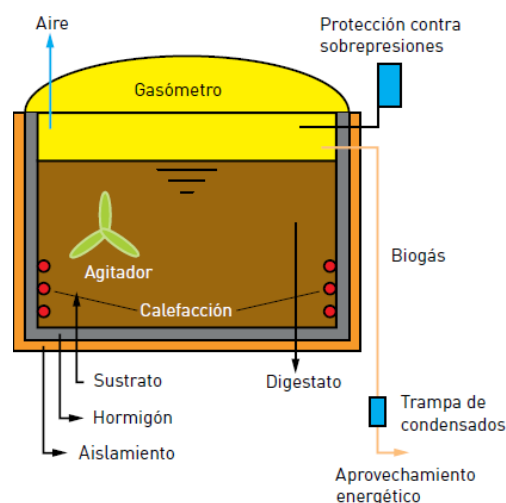 Aire
Protección contra
sobrepresiones
Gasómetro
Agitador
Biogás
Calefacción
Sustrato
Digestato
Hormigón
Trampa de
condensados
Aislamiento
Aprovechamiento
energético